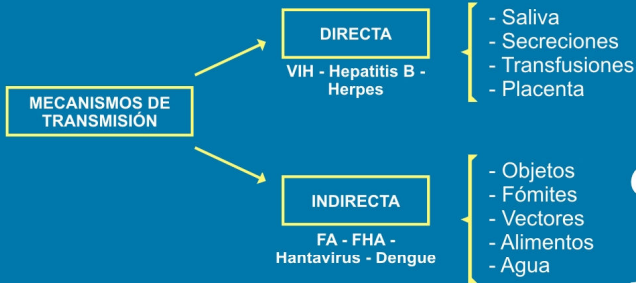 MECANISMOS DE
TRANSMISIÓN
DIRECTA
VIH - Hepatitis B -
Herpes
- Saliva
- Secreciones
- Transfusiones
- Placenta
INDIRECTA
FA - FHA -
Hantavirus - Dengue
- Objetos
- Fómites
- Vectores
- Alimentos
- Agua